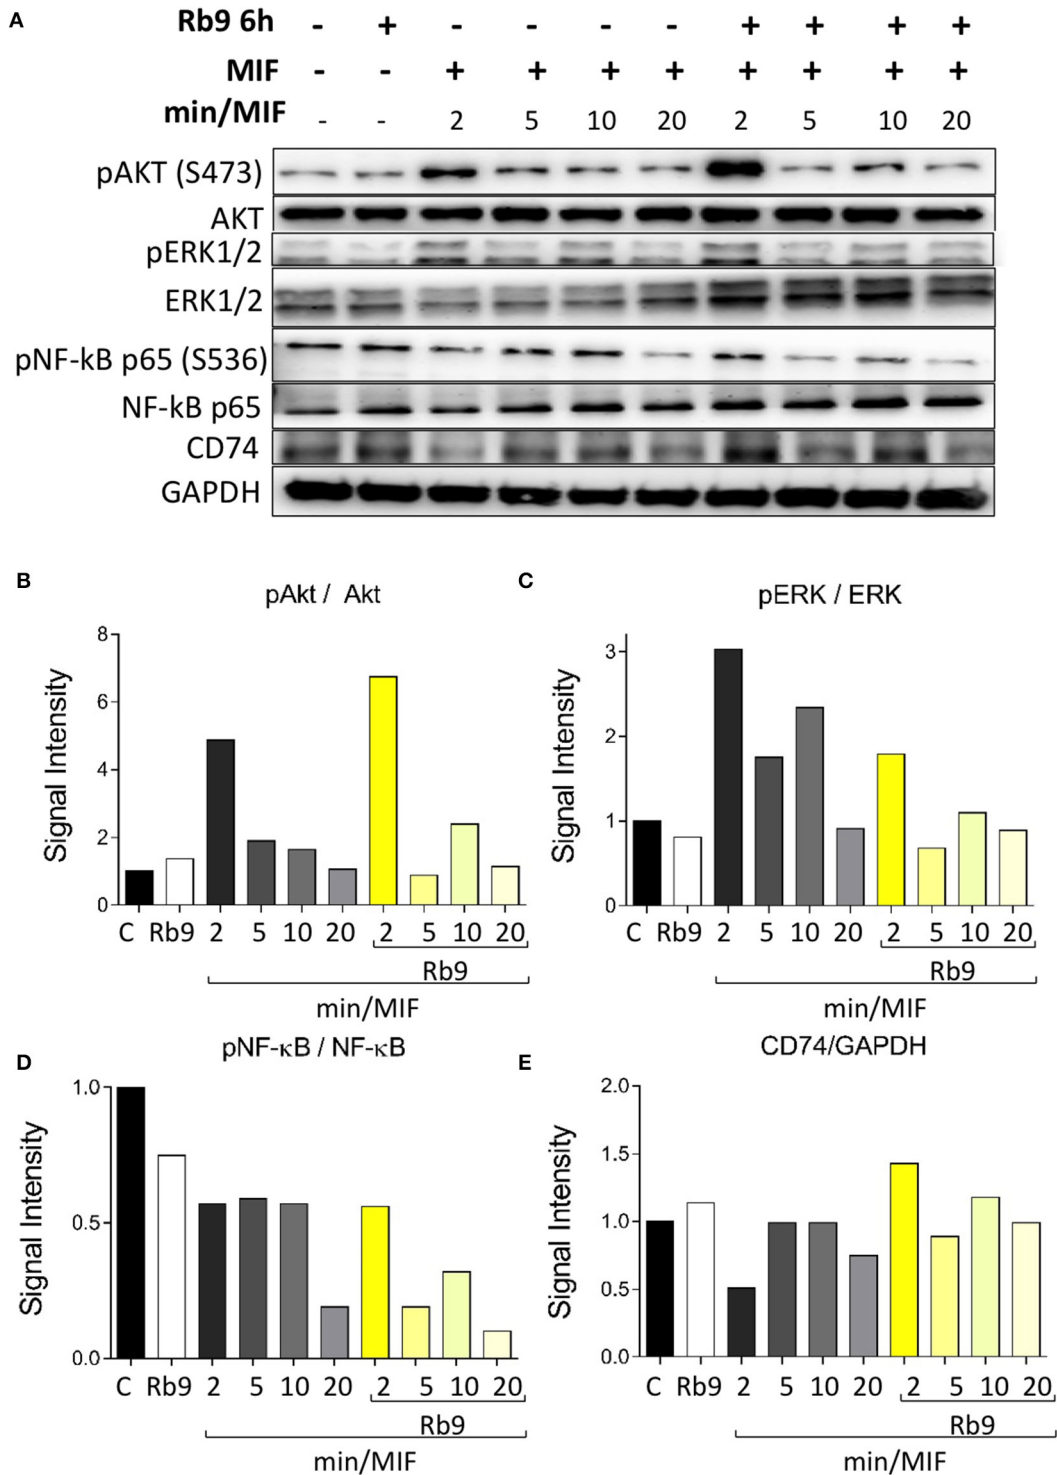 A
Rb9 6h - + - - - - + + + +
MIF - - + + + + + + + +
min/MIF - - 2 5 10 20 2 5 10 20
pAKT (S473)
AKT
pERK1/2
ERK1/2
pNF-kB p65 (S536)
NF-kB p65
CD74
GAPDH
B
pAkt / Akt
Signal Intensity
8
6
4
2
0
C Rb9 2 5 10 20 2 5 10 20
Rb9
min/MIF
C
pERK / ERK
Signal Intensity
3
2
1
0
C Rb9 2 5 10 20 2 5 10 20
Rb9
min/MIF
D
pNF-κB / NF-κB
Signal Intensity
1.0
0.5
0.0
C Rb9 2 5 10 20 2 5 10 20
Rb9
min/MIF
E
CD74/GAPDH
Signal Intensity
2.0
1.5
1.0
0.5
0.0
C Rb9 2 5 10 20 2 5 10 20
Rb9
min/MIF